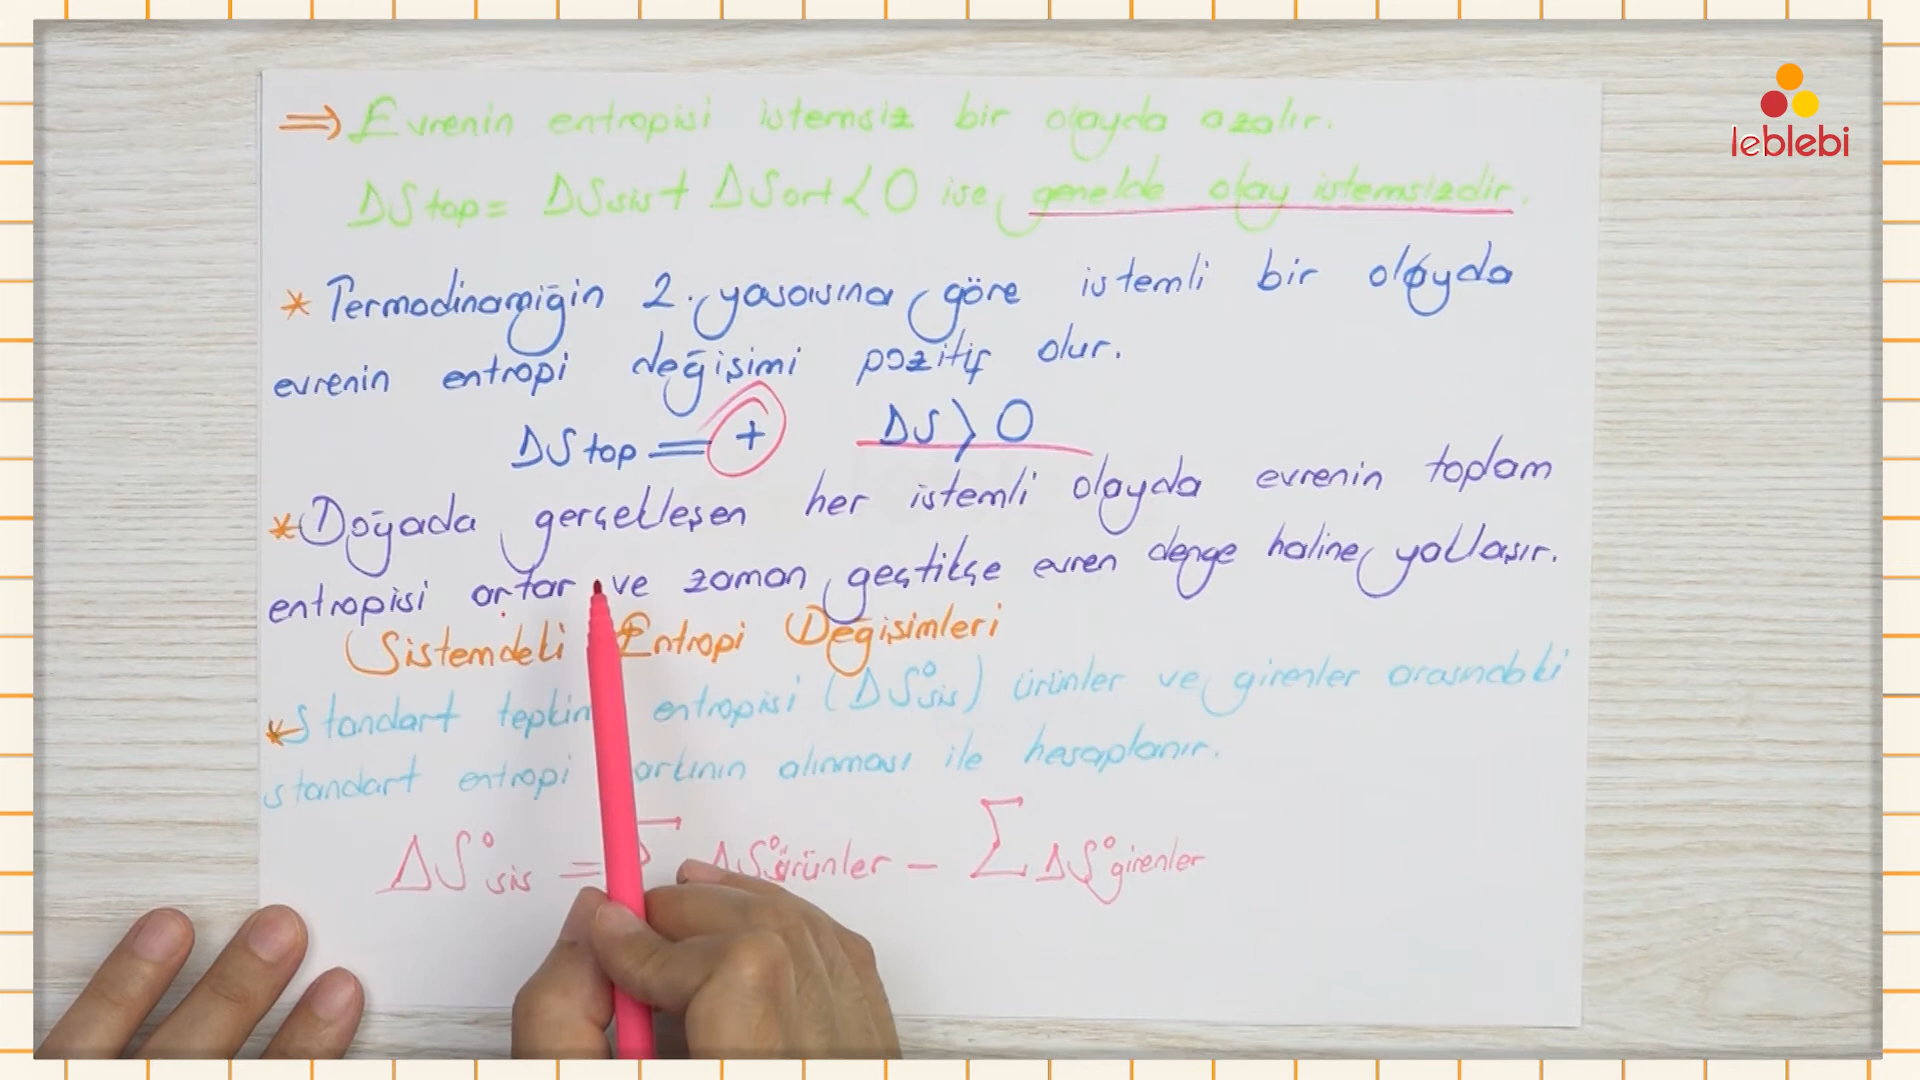 leblebi
⇒ Evrenin entropisi istemsiz bir olayda azalır.
ΔStop= ΔSsis+ ΔSort<0 ise, genelde olay istemsizdir.
* Termodinamiğin 2. yasasına göre istemli bir olayda
evrenin entropi değişimi pozitif olur.
ΔStop = + ΔS>0
* Doğada gerçekleşen her istemli olayda evrenin toplam
entropisi artar ve zaman geçtikçe evren denge haline yaklaşır.
Sistemdeki Entropi Değişimleri
* Standart entropisi (ΔS°sis) ürünler ve girenler arasındaki
standart entropi alınması ile hesaplanır.
ΔS°sis = ΔS°ürünler - Σ ΔS°girenler